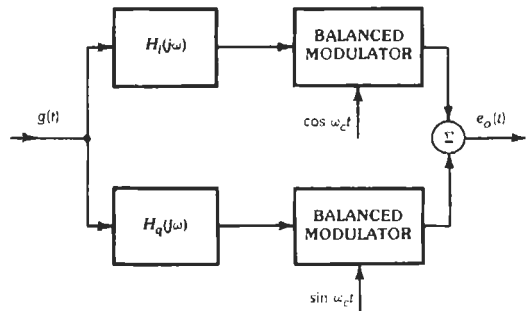 H_i(jω)
BALANCED
MODULATOR
g(t)
cos ω_c t
Σ
e_o(t)
H_q(jω)
BALANCED
MODULATOR
sin ω_c t